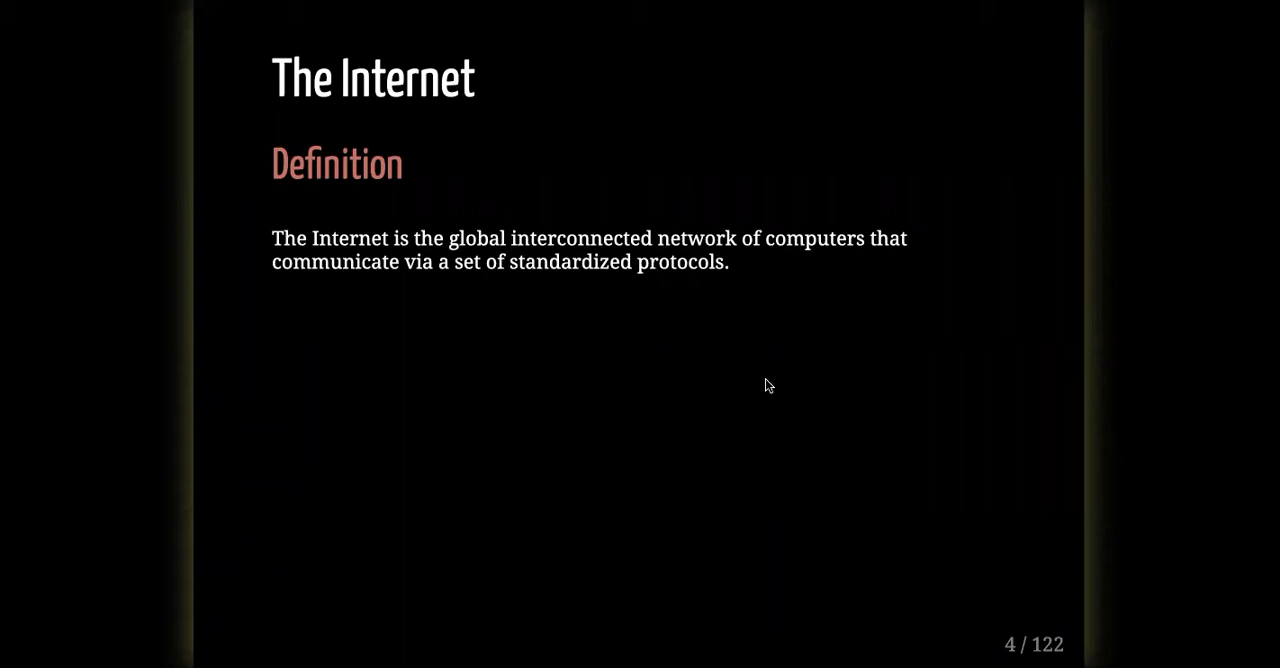 The Internet
Definition
The Internet is the global interconnected network of computers that
communicate via a set of standardized protocols.
4 / 122